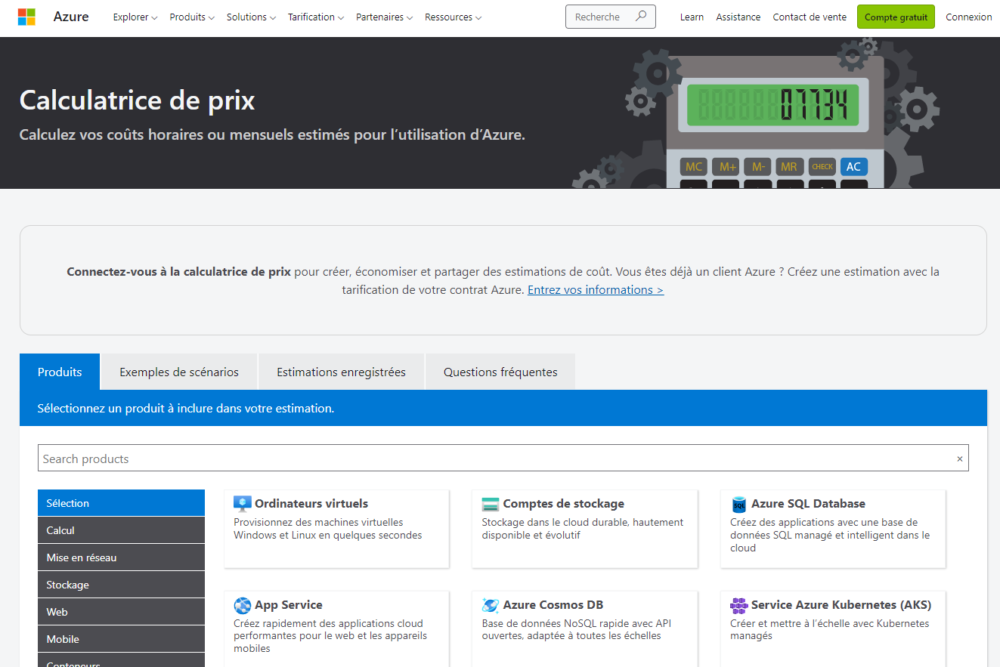 Azure
Explorer
Produits
Solutions
Tarification
Partenaires
Ressources
Recherche
Learn
Assistance
Contact de vente
Compte gratuit
Connexion
Calculatrice de prix
Calculez vos coûts horaires ou mensuels estimés pour l’utilisation d’Azure.
07734
MC
M+
M-
MR
CHECK
AC
Connectez-vous à la calculatrice de prix pour créer, économiser et partager des estimations de coût. Vous êtes déjà un client Azure ? Créez une estimation avec la
tarification de votre contrat Azure. Entrez vos informations >
Produits
Exemples de scénarios
Estimations enregistrées
Questions fréquentes
Sélectionnez un produit à inclure dans votre estimation.
Search products
×
Sélection
Calcul
Mise en réseau
Stockage
Web
Mobile
Conteneurs
Ordinateurs virtuels
Provisionnez des machines virtuelles
Windows et Linux en quelques secondes
Comptes de stockage
Stockage dans le cloud durable, hautement
disponible et évolutif
SQL
Azure SQL Database
Créez des applications avec une base de
données SQL managé et intelligent dans le
cloud
App Service
Créez rapidement des applications cloud
performantes pour le web et les appareils
mobiles
Azure Cosmos DB
Base de données NoSQL rapide avec API
ouvertes, adaptée à toutes les échelles
Service Azure Kubernetes (AKS)
Créer et mettre à l’échelle avec Kubernetes
managés